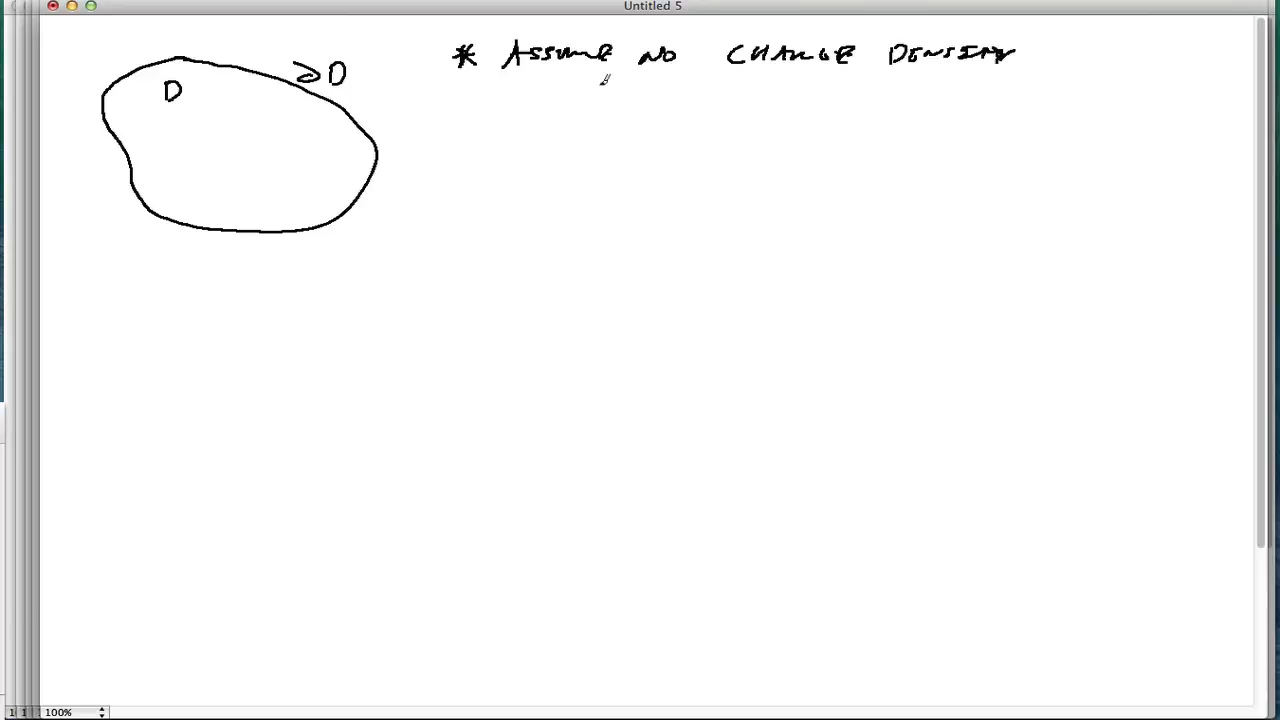 Untitled 5
* ASSUME NO CHARGE DENSITY
D
∂D
100%